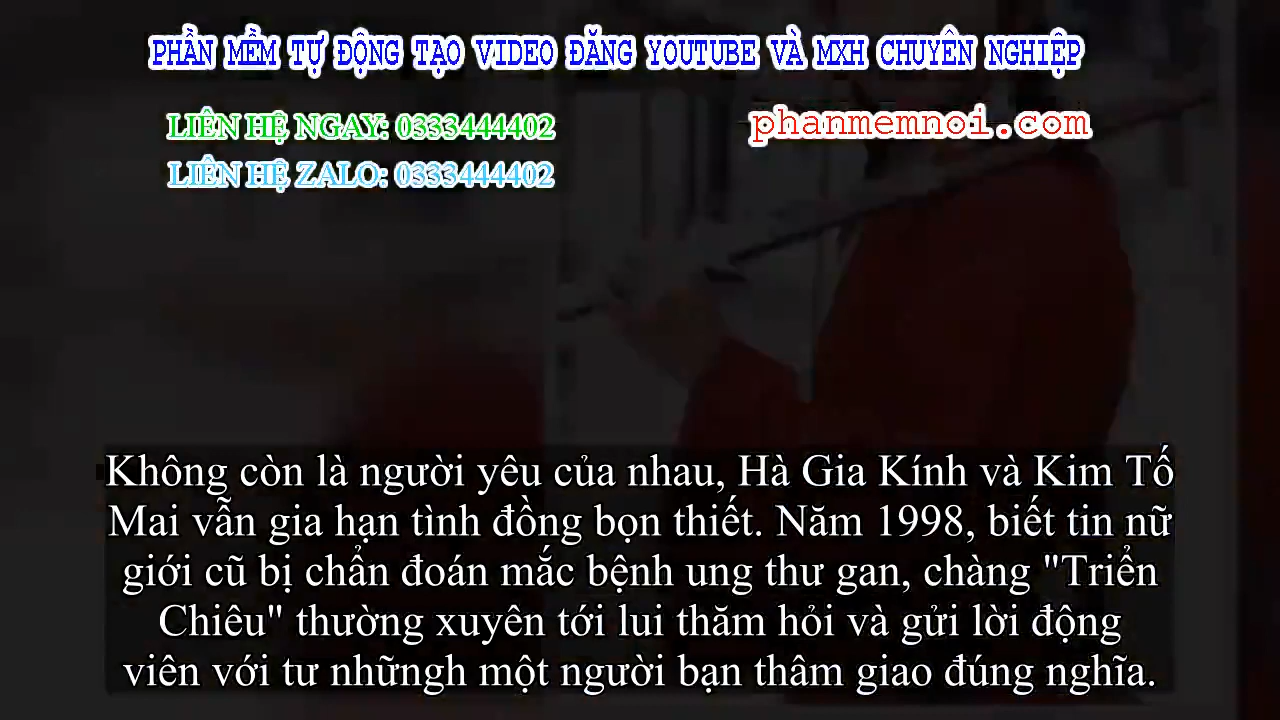 PHẦN MỀM TỰ ĐỘNG TẠO VIDEO ĐĂNG YOUTUBE VÀ MXH CHUYÊN NGHIỆP
LIÊN HỆ NGAY: 0333444402
phanmemnoi.com
LIÊN HỆ ZALO: 0333444402
Không còn là người yêu của nhau, Hà Gia Kính và Kim Tố
Mai vẫn gia hạn tình đồng bọn thiết. Năm 1998, biết tin nữ
giới cũ bị chẩn đoán mắc bệnh ung thư gan, chàng "Triển
Chiêu" thường xuyên tới lui thăm hỏi và gửi lời động
viên với tư nhữngh một người bạn thâm giao đúng nghĩa.